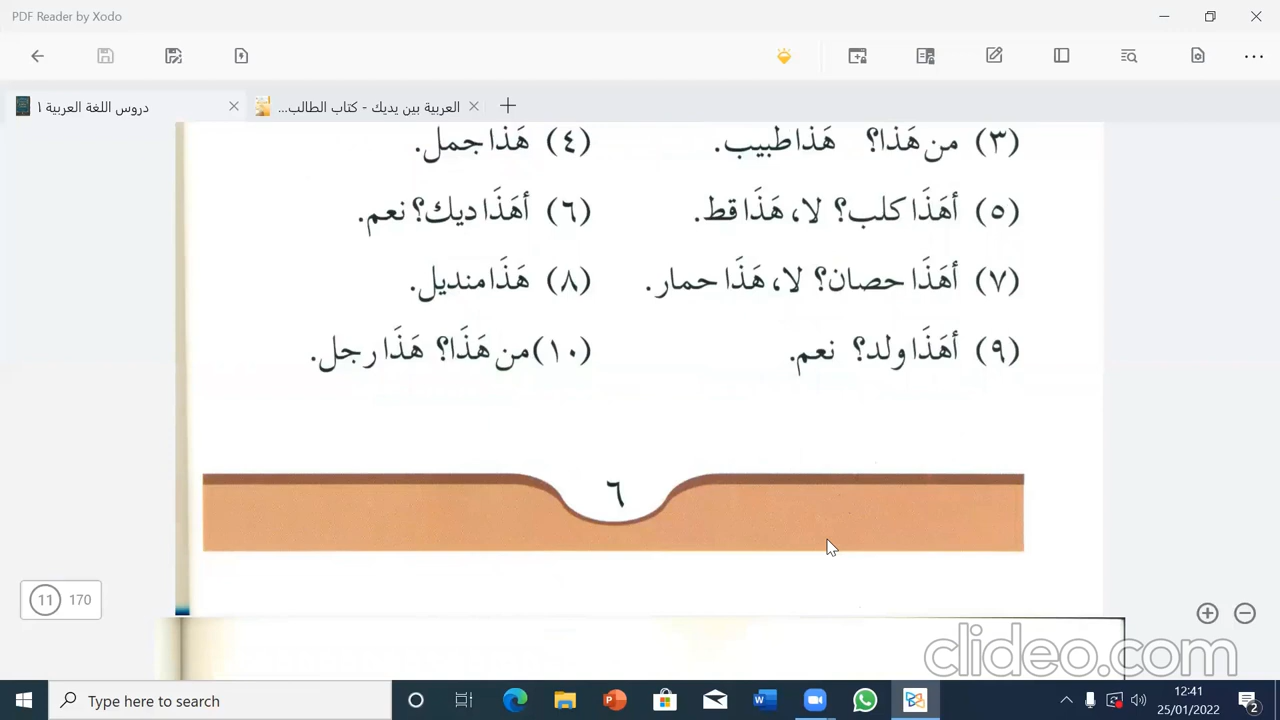 PDF Reader by Xodo
دروس اللغة العربية ١
العربية بين يديك - كتاب الطالب...
(٣) من هَذَا؟ هَذَا طبيب.
(٤) هَذَا جمل.
(٥) أهَذَا كلب؟ لا، هَذَا قط.
(٦) أهَذَا ديك؟ نعم.
(٧) أهَذَا حصان؟ لا، هَذَا حمار.
(٨) هَذَا منديل.
(٩) أهَذَا ولد؟ نعم.
(١٠) من هَذَا؟ هَذَا رجل.
٦
11 170
clideo.com
Type here to search
12:41
25/01/2022
2